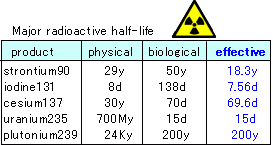 Major radioactive half-life
product physical biological effective
strontium90 29y 50y 18.3y
iodine131 8d 138d 7.56d
cesium137 30y 70d 69.6d
uranium235 700My 15d 15d
plutonium239 24Ky 200y 200y